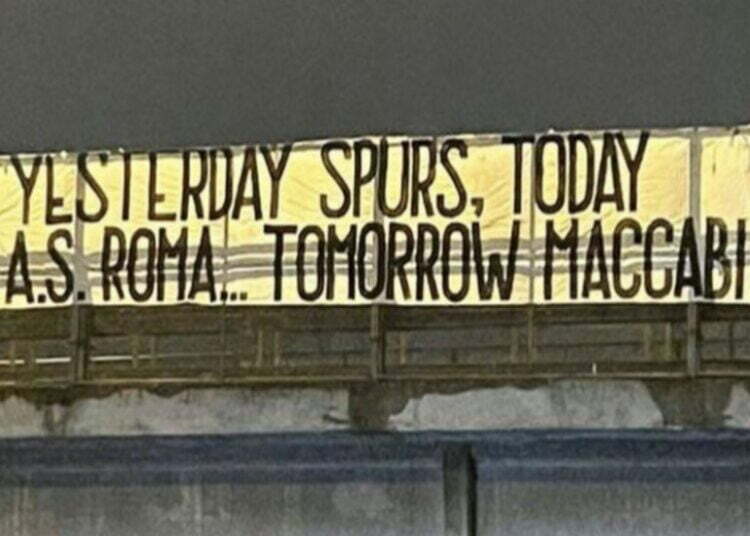 YESTERDAY SPURS, TODAY
A.S. ROMA... TOMORROW MACCABI